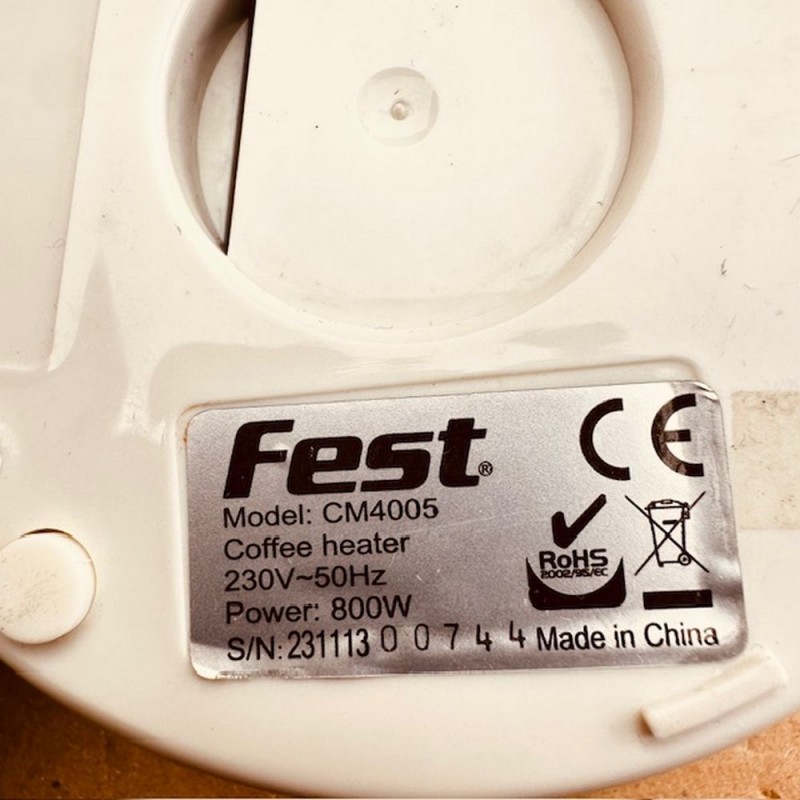 Fest®
CE
Model: CM4005
Coffee heater
230V~50Hz
Power: 800W
RoHS
2002/95/EC
S/N: 231113 0 0 7 4 4 Made in China